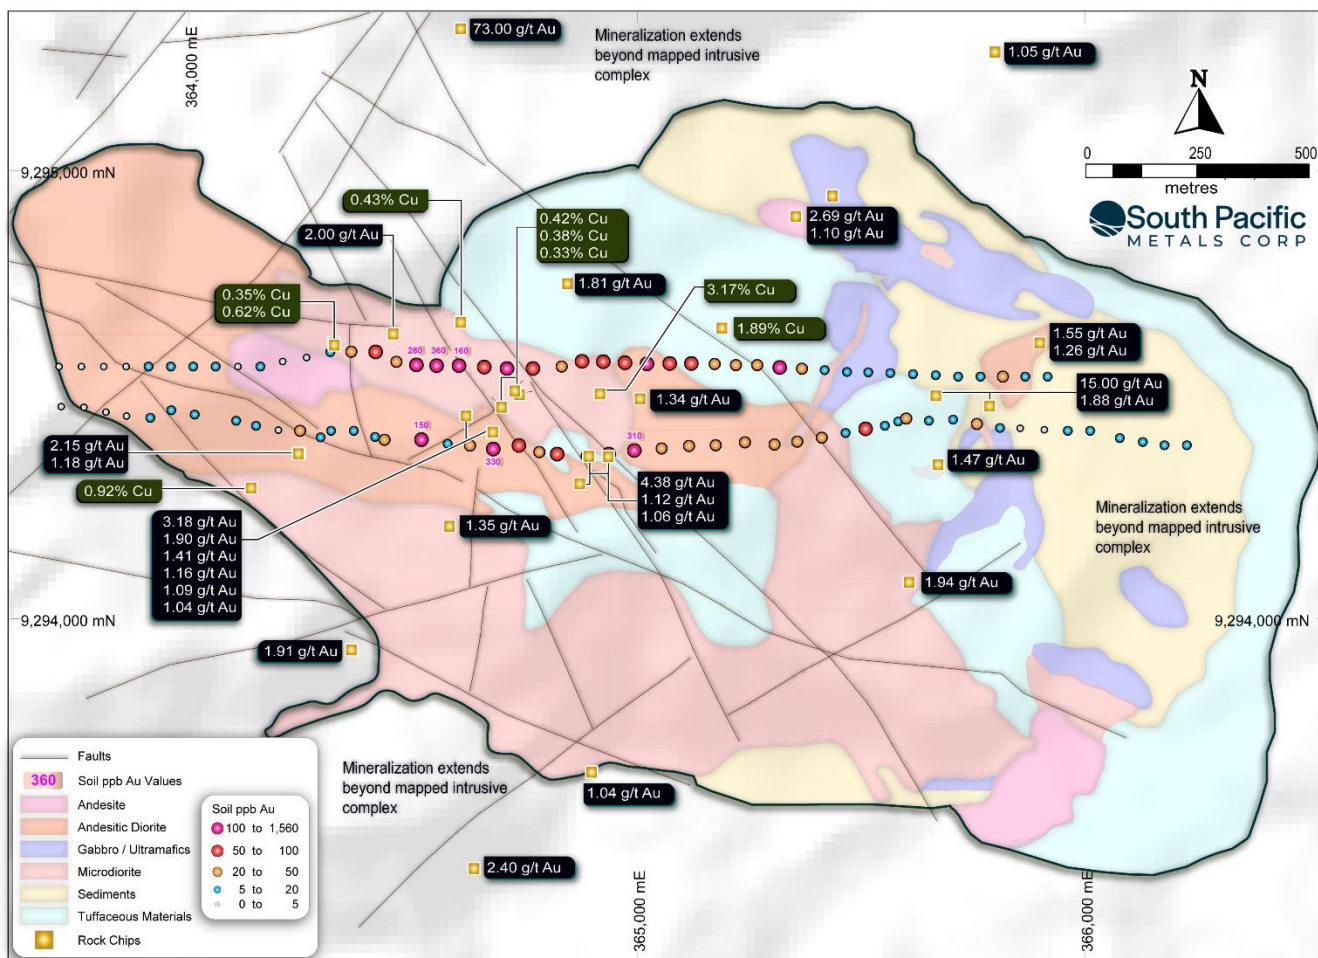 73.00 g/t Au
Mineralization extends
beyond mapped intrusive
complex
1.05 g/t Au
364,000 mE
N
0 250 500
metres
South Pacific
METALS CORP
9,295,000 mN
0.43% Cu
2.00 g/t Au
0.42% Cu
0.38% Cu
0.33% Cu
2.69 g/t Au
1.10 g/t Au
0.35% Cu
0.62% Cu
1.81 g/t Au
3.17% Cu
1.89% Cu
1.55 g/t Au
1.26 g/t Au
280
360
160
15.00 g/t Au
1.88 g/t Au
1.34 g/t Au
150
330
310
2.15 g/t Au
1.18 g/t Au
0.92% Cu
1.47 g/t Au
4.38 g/t Au
1.12 g/t Au
1.06 g/t Au
Mineralization extends
beyond mapped intrusive
complex
3.18 g/t Au
1.90 g/t Au
1.41 g/t Au
1.16 g/t Au
1.09 g/t Au
1.04 g/t Au
1.35 g/t Au
1.94 g/t Au
9,294,000 mN
9,294,000 mN
1.91 g/t Au
Mineralization extends
beyond mapped intrusive
complex
1.04 g/t Au
2.40 g/t Au
365,000 mE
366,000 mE
Faults
360 Soil ppb Au Values
Andesite
Andesitic Diorite
Gabbro / Ultramafics
Microdiorite
Sediments
Tuffaceous Materials
Rock Chips
Soil ppb Au
100 to 1,560
50 to 100
20 to 50
5 to 20
0 to 5